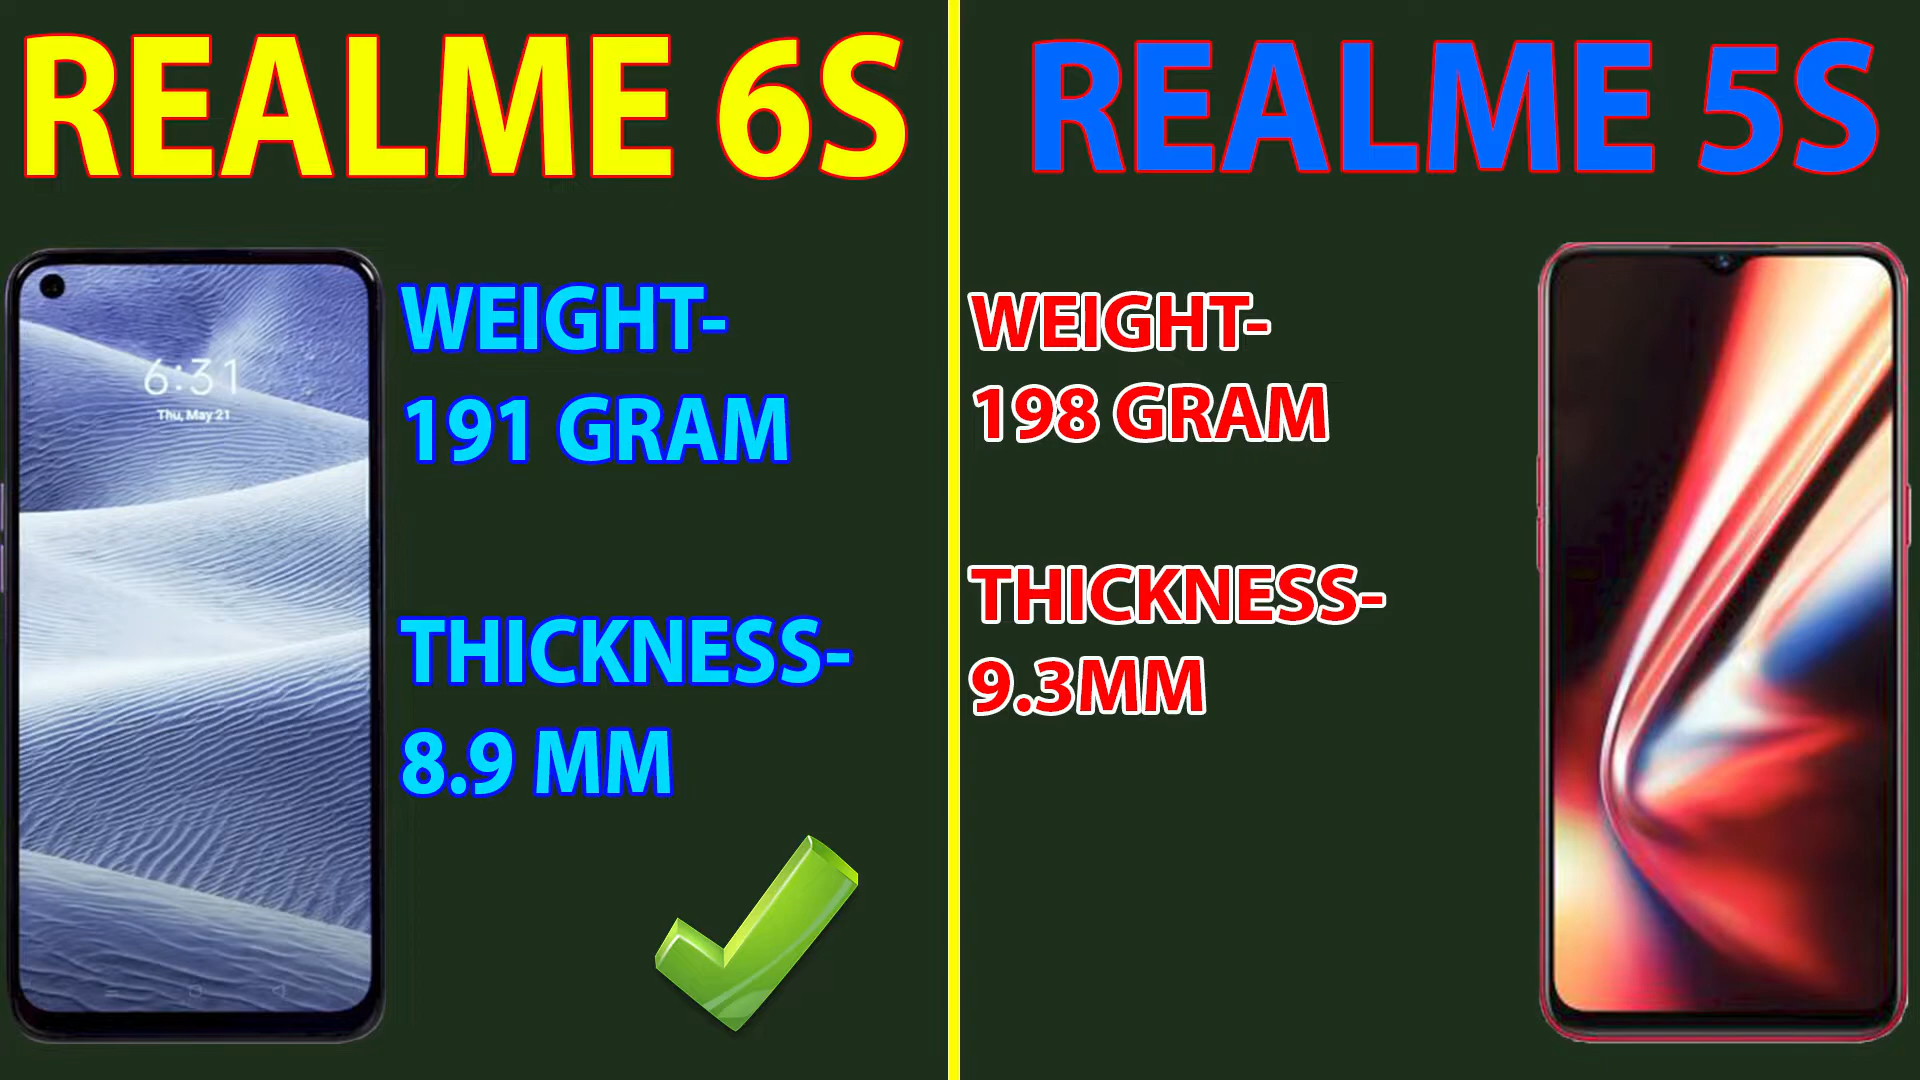 REALME 6S
6:31
Thu, May 21
WEIGHT-
191 GRAM
THICKNESS-
8.9 MM
REALME 5S
WEIGHT-
198 GRAM
THICKNESS-
9.3MM